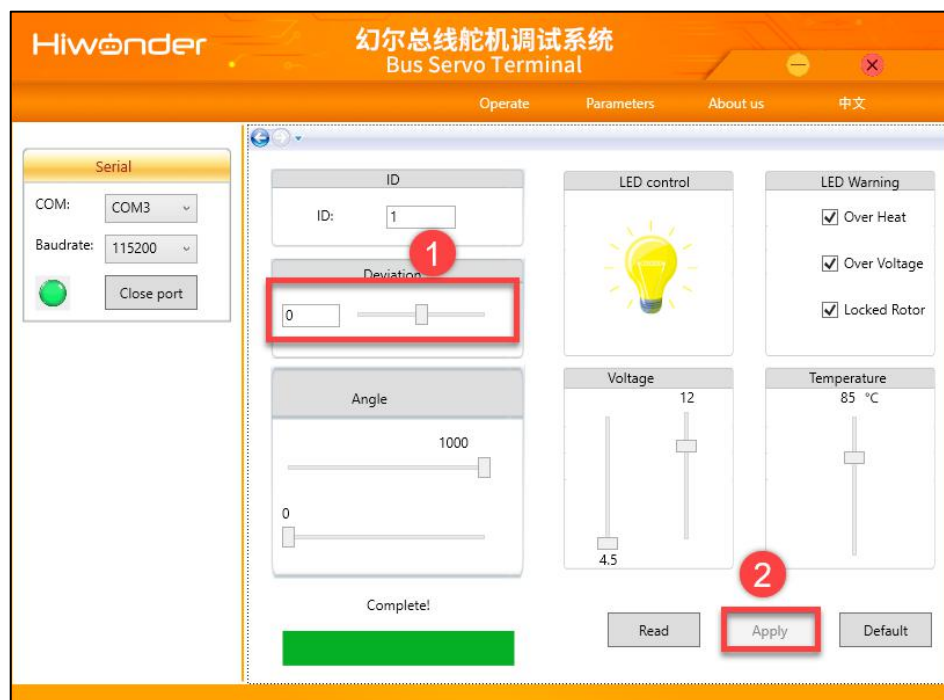 Hiwonder
幻尔总线舵机调试系统
Bus Servo Terminal
Operate Parameters About us 中文
Serial
COM: COM3
Baudrate: 115200
Close port
ID
ID: 1
1
Deviation
0
Angle
1000
0
Complete!
LED control
LED Warning
Over Heat
Over Voltage
Locked Rotor
Voltage
12
4.5
Temperature
85 °C
2
Read Apply Default